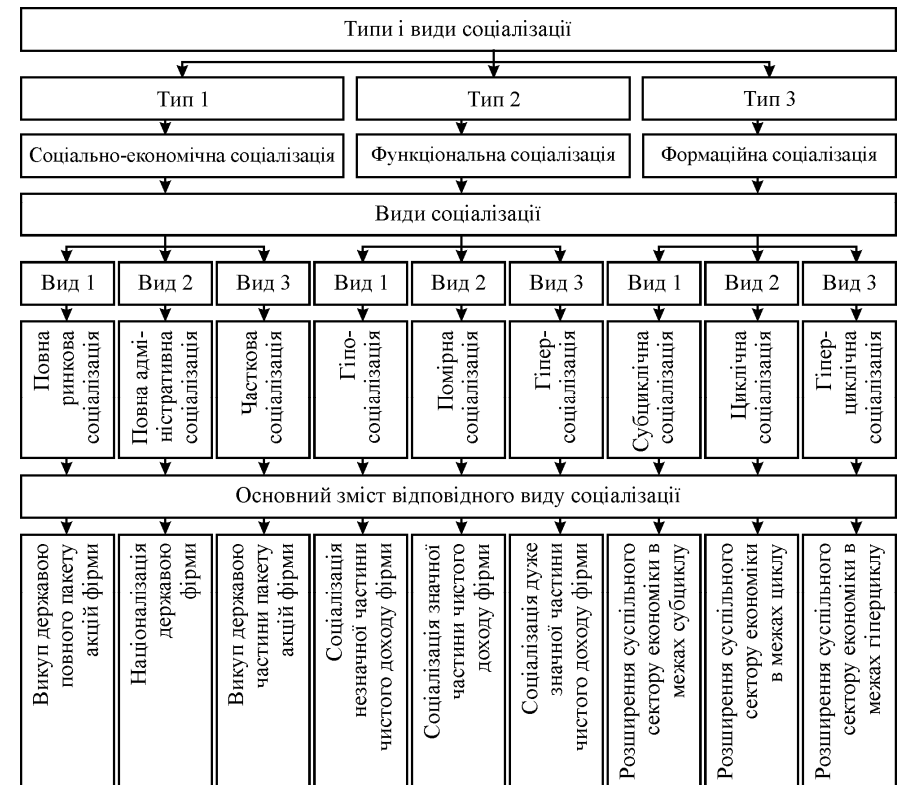 Типи і види соціалізації
Тип 1
Тип 2
Тип 3
Соціально-економічна соціалізація
Функціональна соціалізація
Формаційна соціалізація
Види соціалізації
Вид 1
Вид 2
Вид 3
Вид 1
Вид 2
Вид 3
Вид 1
Вид 2
Вид 3
Повна
ринкова
соціалізація
Повна адмі-
ністративна
соціалізація
Часткова
соціалізація
Гіпо-
соціалізація
Помірна
соціалізація
Гіпер-
соціалізація
Субциклічна
соціалізація
Циклічна
соціалізація
Гіпер-
циклічна
соціалізація
Основний зміст відповідного виду соціалізації
Викуп державою
повного пакету
акцій фірми
Націоналізація
державою
фірми
Викуп державою
частини пакету
акцій фірми
Соціалізація
незначної частини
чистого доходу фірми
Соціалізація значної
частини чистого
доходу фірми
Соціалізація дуже
значної частини
чистого доходу фірми
Розширення суспільного
сектору економіки в
межах субциклу
Розширення суспільного
сектору економіки
в межах циклу
Розширення суспільного
сектору економіки в
межах гіперциклу